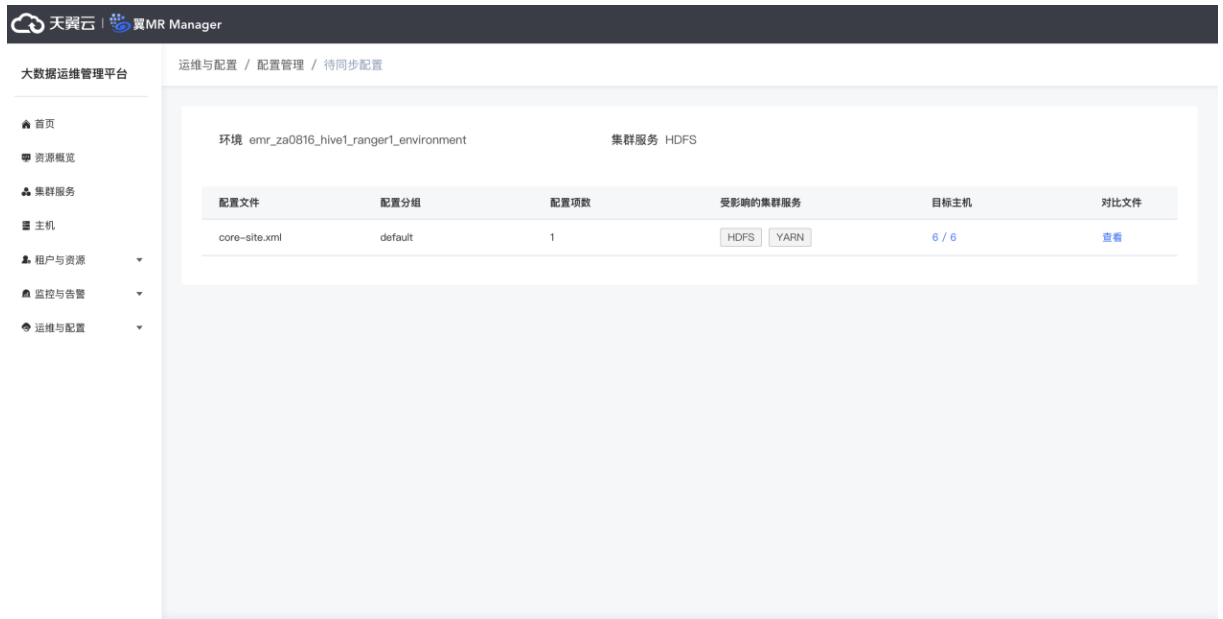 天翼云 | 翼MR Manager
大数据运维管理平台
首页
资源概览
集群服务
主机
租户与资源
监控与告警
运维与配置
运维与配置 / 配置管理 / 待同步配置
环境 emr_za0816_hive1_ranger1_environment 集群服务 HDFS
配置文件 配置分组 配置项数 受影响的集群服务 目标主机 对比文件
core-site.xml default 1 HDFS YARN 6 / 6 查看